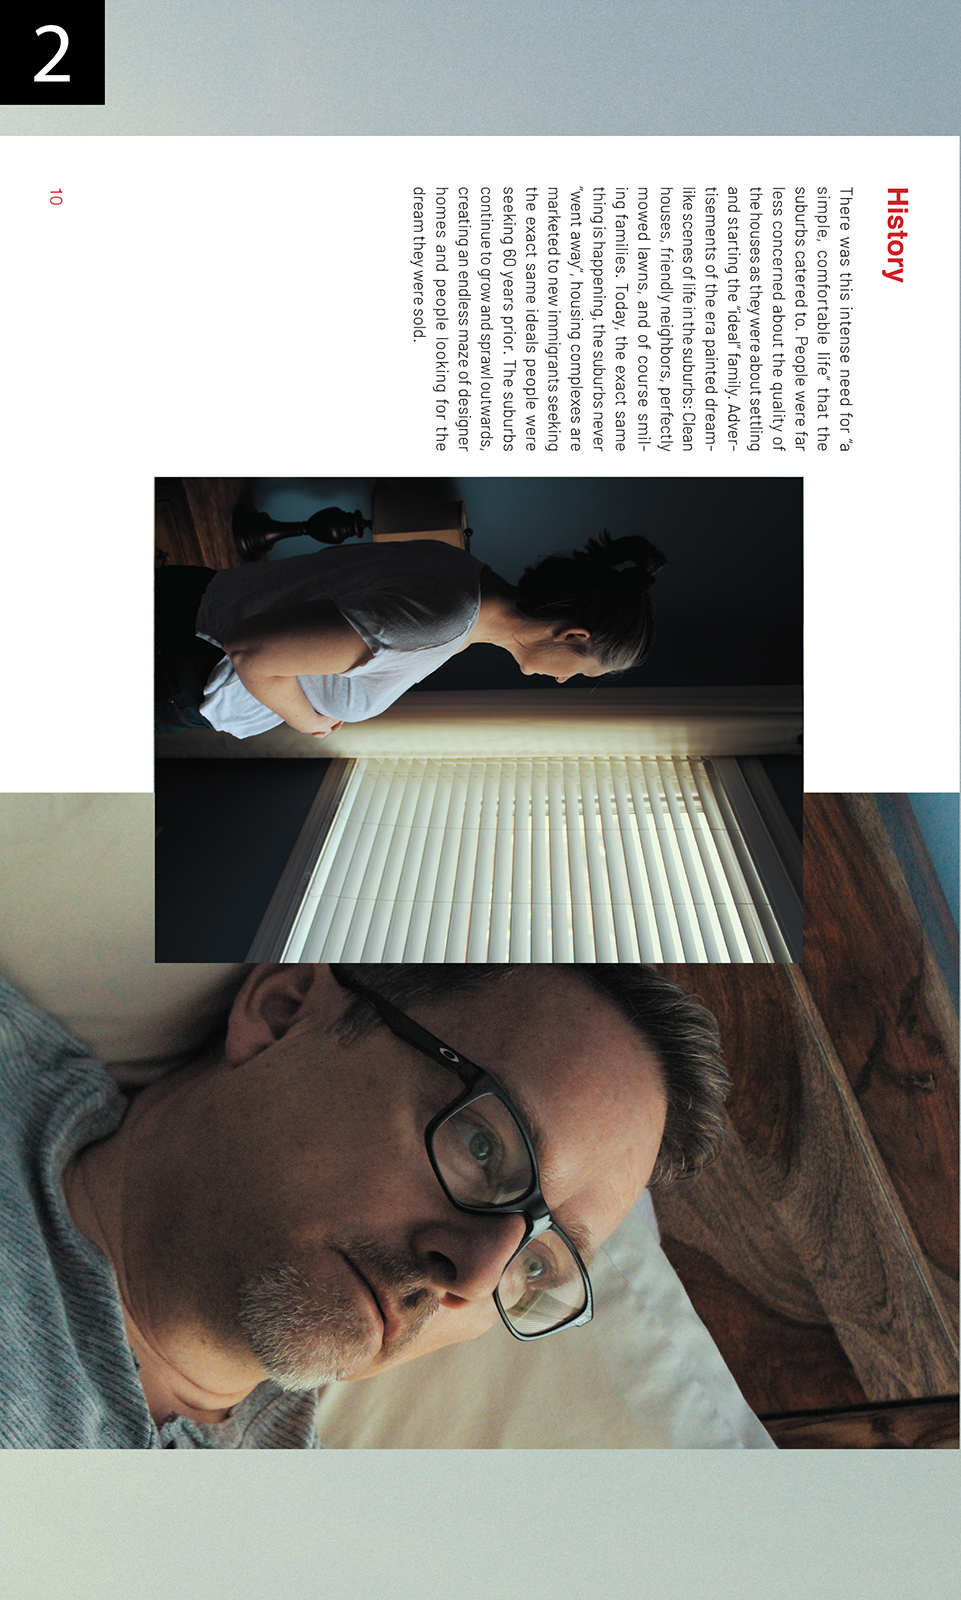 2
History
There was this intense need for “a
simple, comfortable life” that the
suburbs catered to. People were far
less concerned about the quality of
the houses as they were about settling
and starting the “ideal” family. Adver-
tisements of the era painted dream-
like scenes of life in the suburbs: Clean
houses, friendly neighbors, perfectly
mowed lawns, and of course smil-
ing families. Today, the exact same
thing is happening, the suburbs never
“went away”, housing complexes are
marketed to new immigrants seeking
the exact same ideals people were
seeking 60 years prior. The suburbs
continue to grow and sprawl outwards,
creating an endless maze of designer
homes and people looking for the
dream they were sold.
10